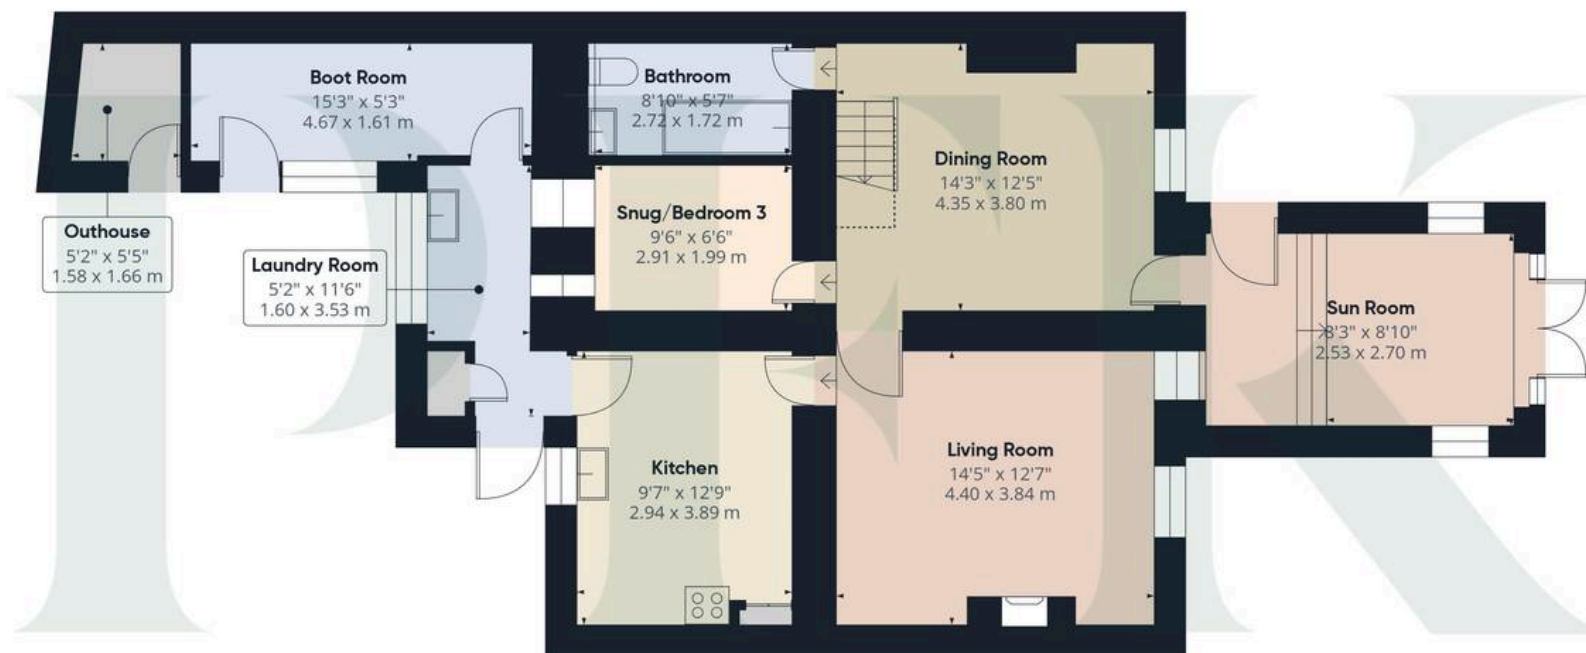 Boot Room
15'3" x 5'3"
4.67 x 1.61 m
Bathroom
8'10" x 5'7"
2.72 x 1.72 m
Dining Room
14'3" x 12'5"
4.35 x 3.80 m
Snug/Bedroom 3
9'6" x 6'6"
2.91 x 1.99 m
Outhouse
5'2" x 5'5"
1.58 x 1.66 m
Laundry Room
5'2" x 11'6"
1.60 x 3.53 m
Sun Room
8'3" x 8'10"
2.53 x 2.70 m
Living Room
14'5" x 12'7"
4.40 x 3.84 m
Kitchen
9'7" x 12'9"
2.94 x 3.89 m